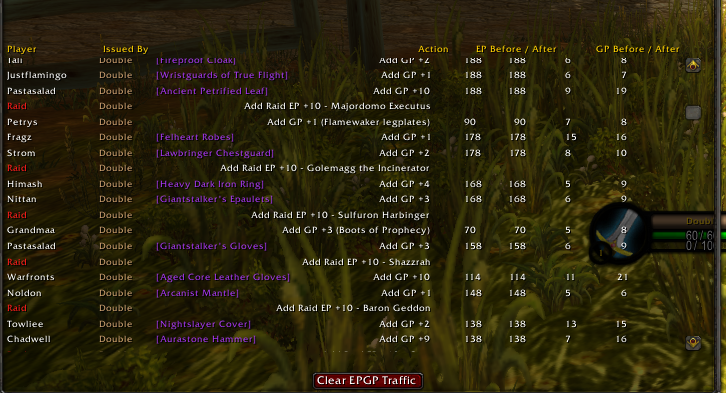 Player Issued By Action EP Before / After GP Before / After
Tali Double [Fireproof Cloak] Add GP +2 188 188 6 8
Justflamingo Double [Wristguards of True Flight] Add GP +1 188 188 6 7
Pastasalad Double [Ancient Petrified Leaf] Add GP +10 188 188 9 19
Raid Double Add Raid EP +10 - Majordomo Executus
Petrys Double Add GP +1 (Flamewaker legplates) 90 90 7 8
Fragz Double [Felheart Robes] Add GP +1 178 178 15 16
Strom Double [Lawbringer Chestguard] Add GP +2 178 178 8 10
Raid Double Add Raid EP +10 - Golemagg the Incinerator
Himash Double [Heavy Dark Iron Ring] Add GP +4 168 168 5 9
Nittan Double [Giantstalker's Epaulets] Add GP +3 168 168 6 9
Raid Double Add Raid EP +10 - Sulfuron Harbinger
Grandmaa Double Add GP +3 (Boots of Prophecy) 70 70 5 8
Pastasalad Double [Giantstalker's Gloves] Add GP +3 158 158 6 9
Raid Double Add Raid EP +10 - Shazzrah
Warfronts Double [Aged Core Leather Gloves] Add GP +10 114 114 11 21
Noldon Double [Arcanist Mantle] Add GP +1 148 148 5 6
Raid Double Add Raid EP +10 - Baron Geddon
Towliee Double [Nightslayer Cover] Add GP +2 138 138 13 15
Chadwell Double [Aurastone Hammer] Add GP +9 138 138 7 16
Clear EPGP Traffic